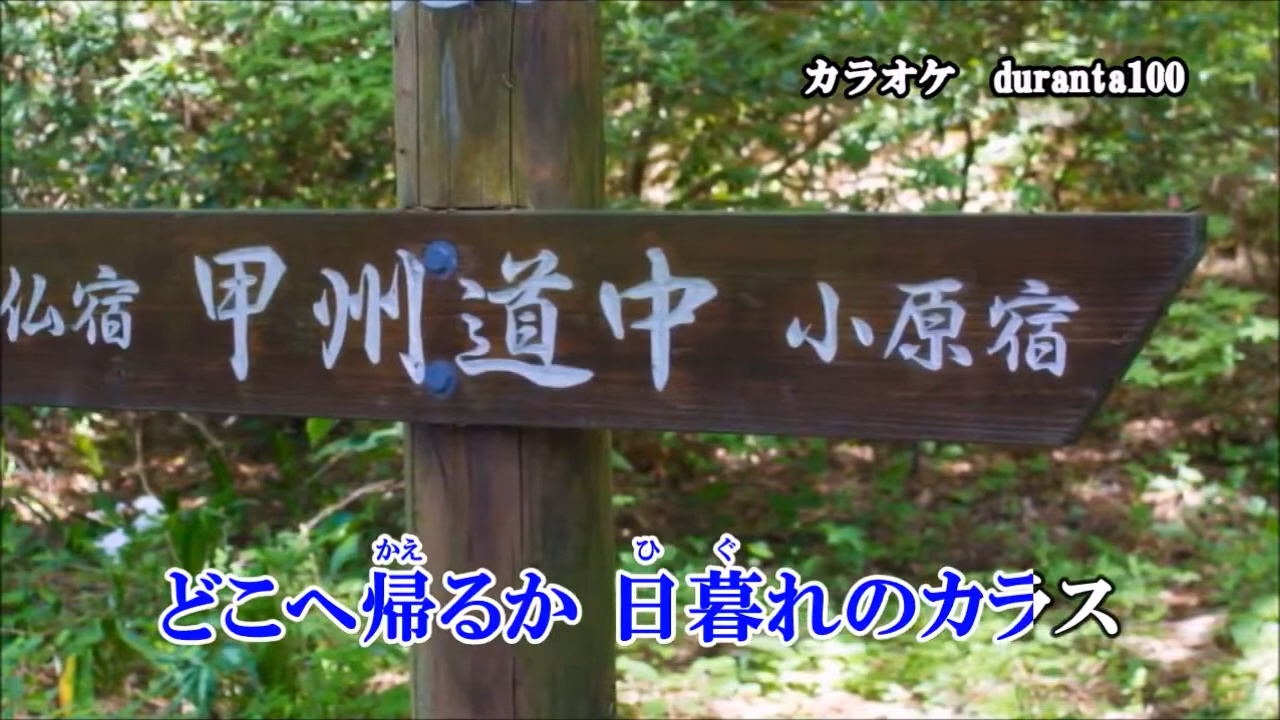 カラオケ　duranta100
仏宿 甲州道中 小原宿
かえ ひ ぐ
どこへ帰るか 日暮れのカラス